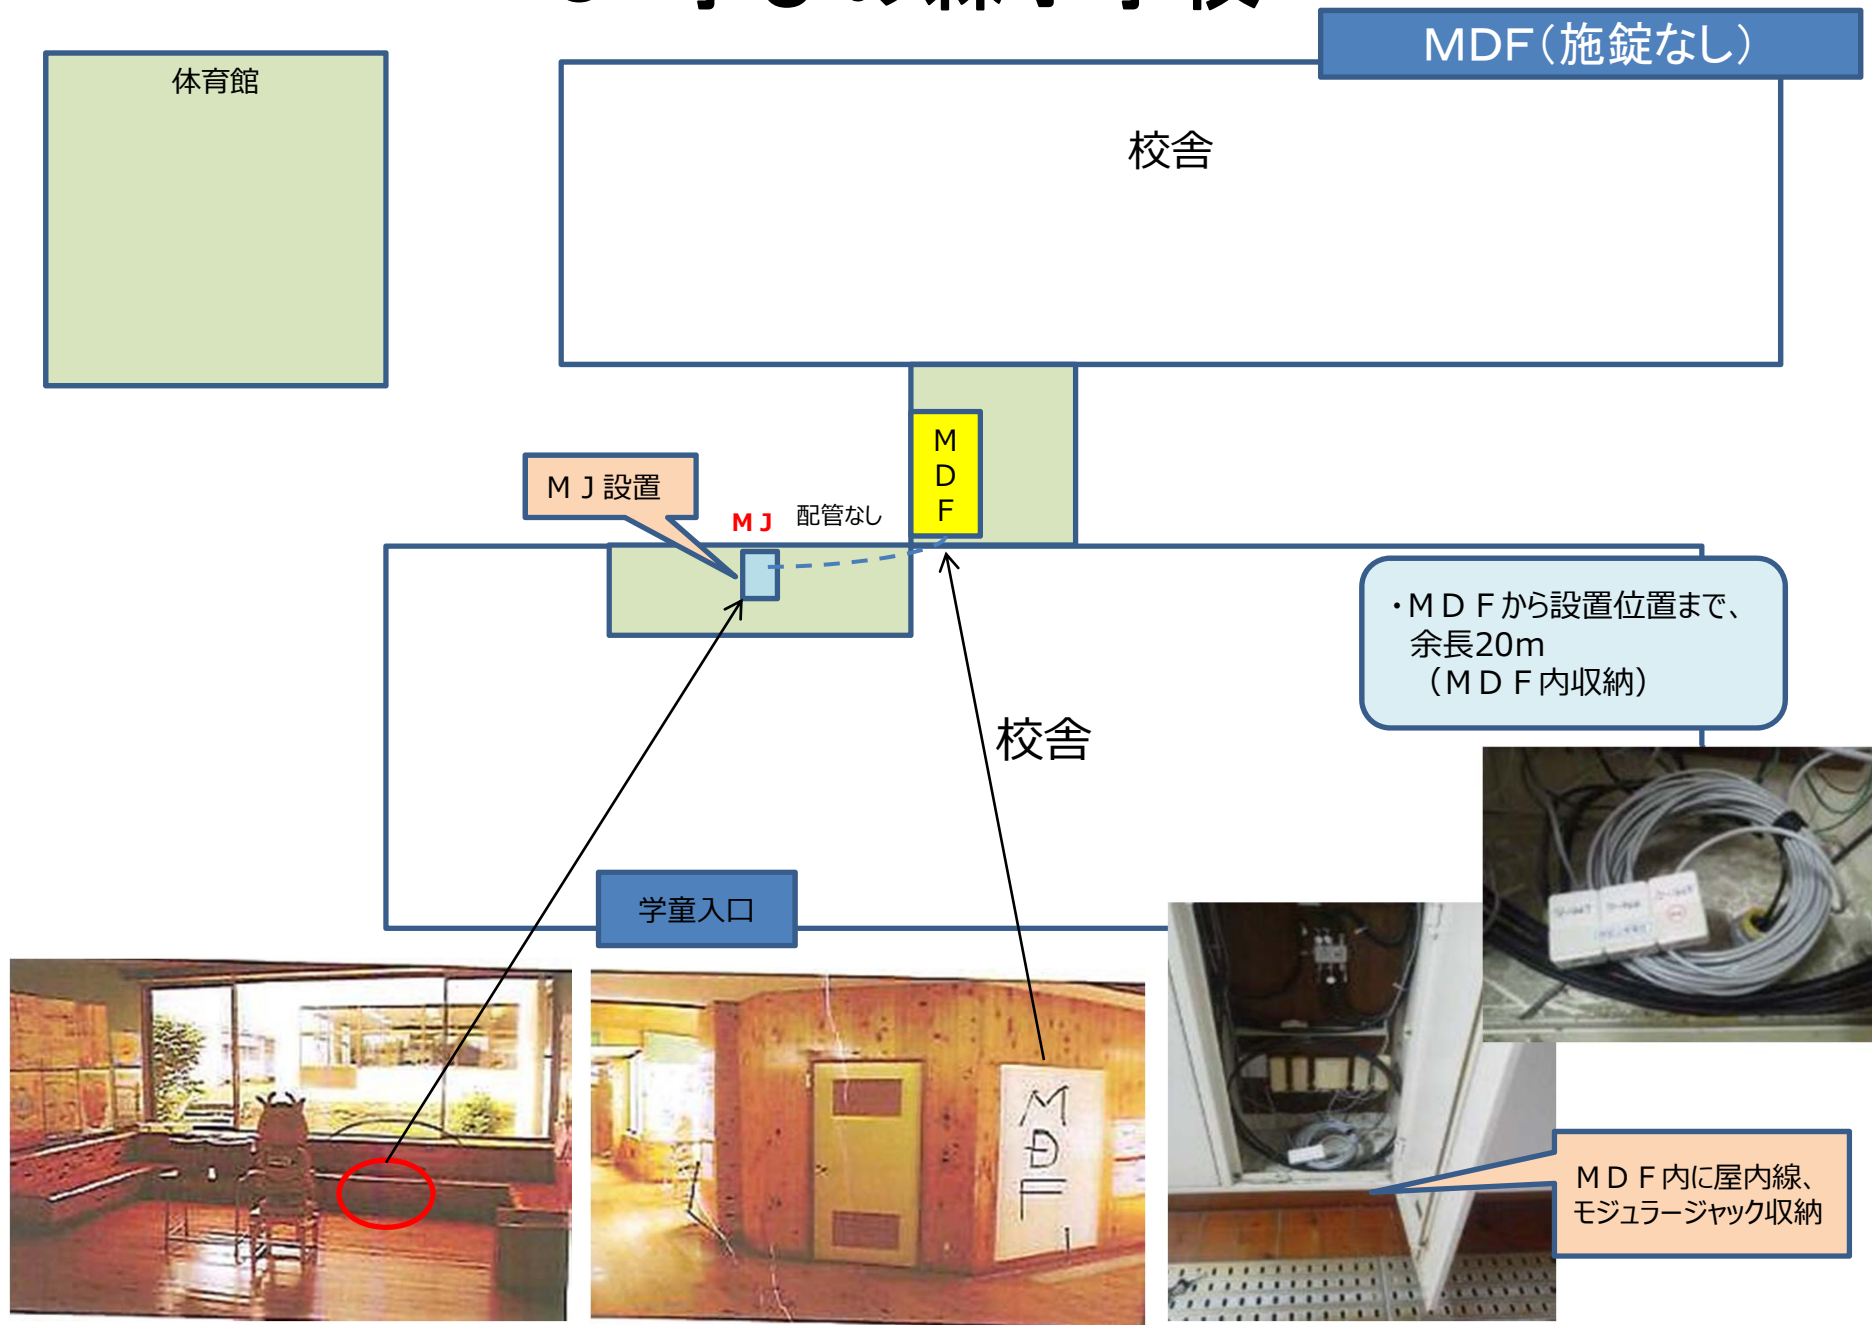 MDF（施錠なし）
体育館
校舎
MDF
ＭＪ設置
ＭＪ
配管なし
・ＭＤＦから設置位置まで、
余長20m
（ＭＤＦ内収納）
校舎
学童入口
MDF
ＭＤＦ内に屋内線、
モジュラージャック収納